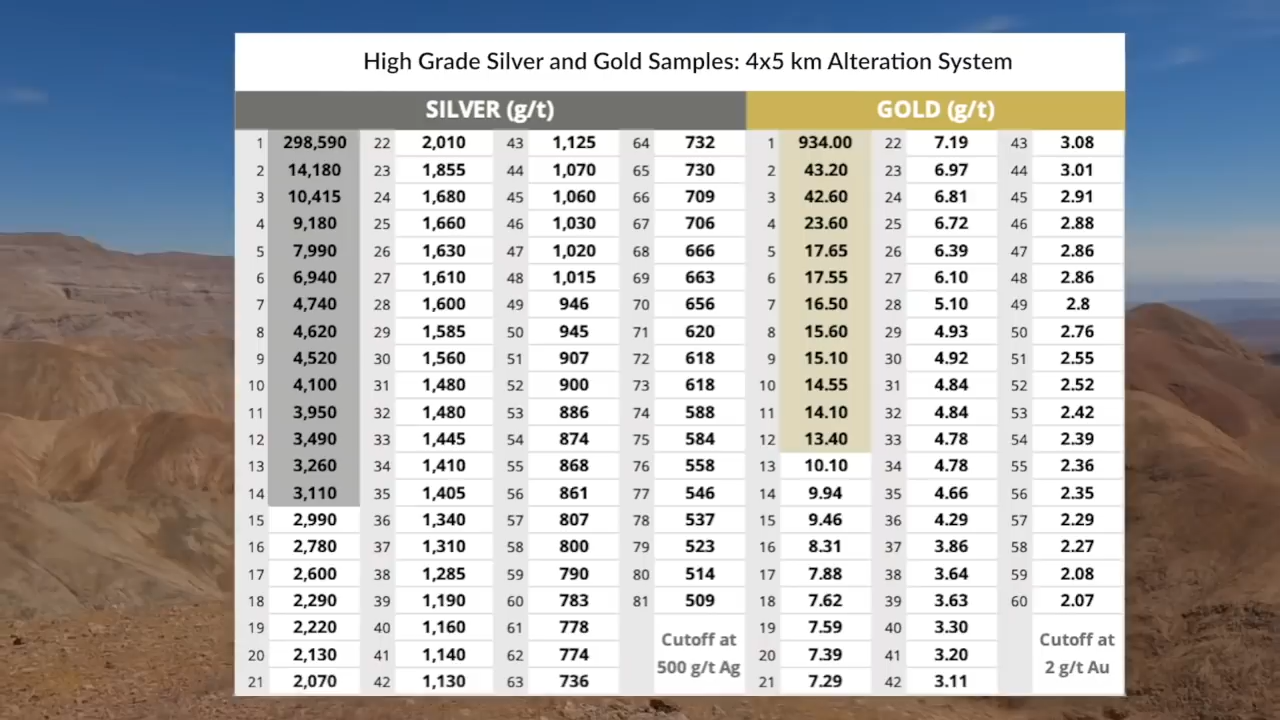 High Grade Silver and Gold Samples: 4x5 km Alteration System
SILVER (g/t) GOLD (g/t)
1 298,590 22 2,010 43 1,125 64 732 1 934.00 22 7.19 43 3.08
2 14,180 23 1,855 44 1,070 65 730 2 43.20 23 6.97 44 3.01
3 10,415 24 1,680 45 1,060 66 709 3 42.60 24 6.81 45 2.91
4 9,180 25 1,660 46 1,030 67 706 4 23.60 25 6.72 46 2.88
5 7,990 26 1,630 47 1,020 68 666 5 17.65 26 6.39 47 2.86
6 6,940 27 1,610 48 1,015 69 663 6 17.55 27 6.10 48 2.86
7 4,740 28 1,600 49 946 70 656 7 16.50 28 5.10 49 2.8
8 4,620 29 1,585 50 945 71 620 8 15.60 29 4.93 50 2.76
9 4,520 30 1,560 51 907 72 618 9 15.10 30 4.92 51 2.55
10 4,100 31 1,480 52 900 73 618 10 14.55 31 4.84 52 2.52
11 3,950 32 1,480 53 886 74 588 11 14.10 32 4.84 53 2.42
12 3,490 33 1,445 54 874 75 584 12 13.40 33 4.78 54 2.39
13 3,260 34 1,410 55 868 76 558 13 10.10 34 4.78 55 2.36
14 3,110 35 1,405 56 861 77 546 14 9.94 35 4.66 56 2.35
15 2,990 36 1,340 57 807 78 537 15 9.46 36 4.29 57 2.29
16 2,780 37 1,310 58 800 79 523 16 8.31 37 3.86 58 2.27
17 2,600 38 1,285 59 790 80 514 17 7.88 38 3.64 59 2.08
18 2,290 39 1,190 60 783 81 509 18 7.62 39 3.63 60 2.07
19 2,220 40 1,160 61 778 Cutoff at 19 7.59 40 3.30 Cutoff at
20 2,130 41 1,140 62 774 500 g/t Ag 20 7.39 41 3.20 2 g/t Au
21 2,070 42 1,130 63 736 21 7.29 42 3.11